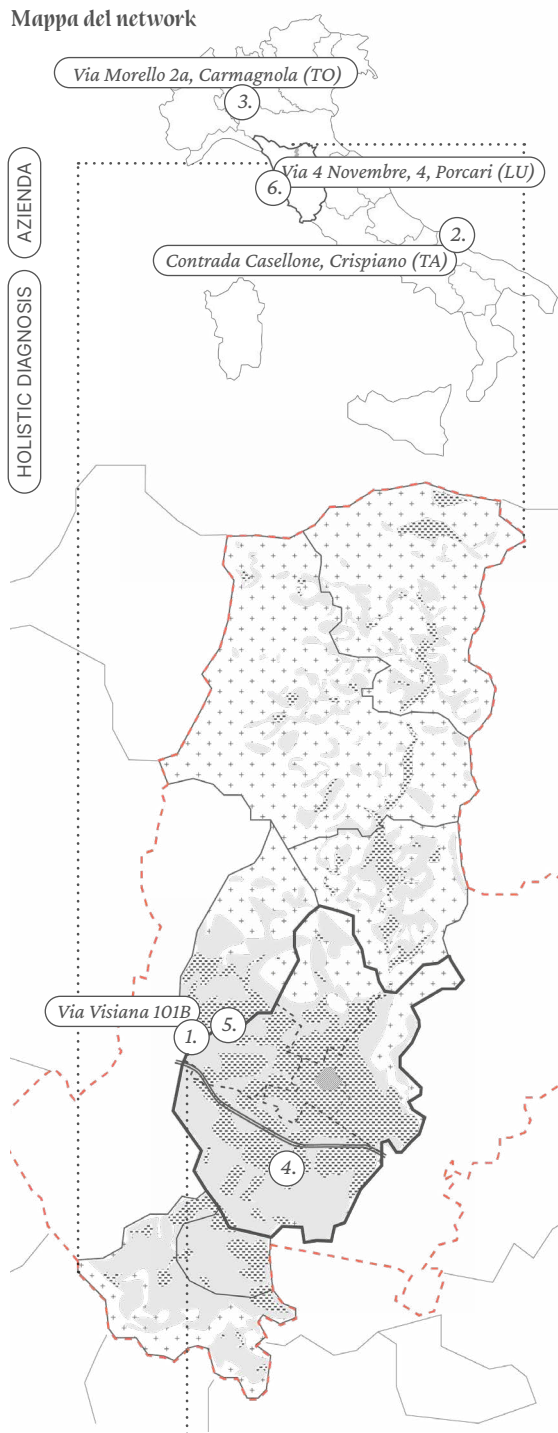 Mappa del network
Via Morello 2a, Carmagnola (TO)
3.
AZIENDA
Via 4 Novembre, 4, Porcari (LU)
6.
2.
Contrada Casellone, Crispiano (TA)
HOLISTIC DIAGNOSIS
Via Visiana 101B
5.
1.
4.